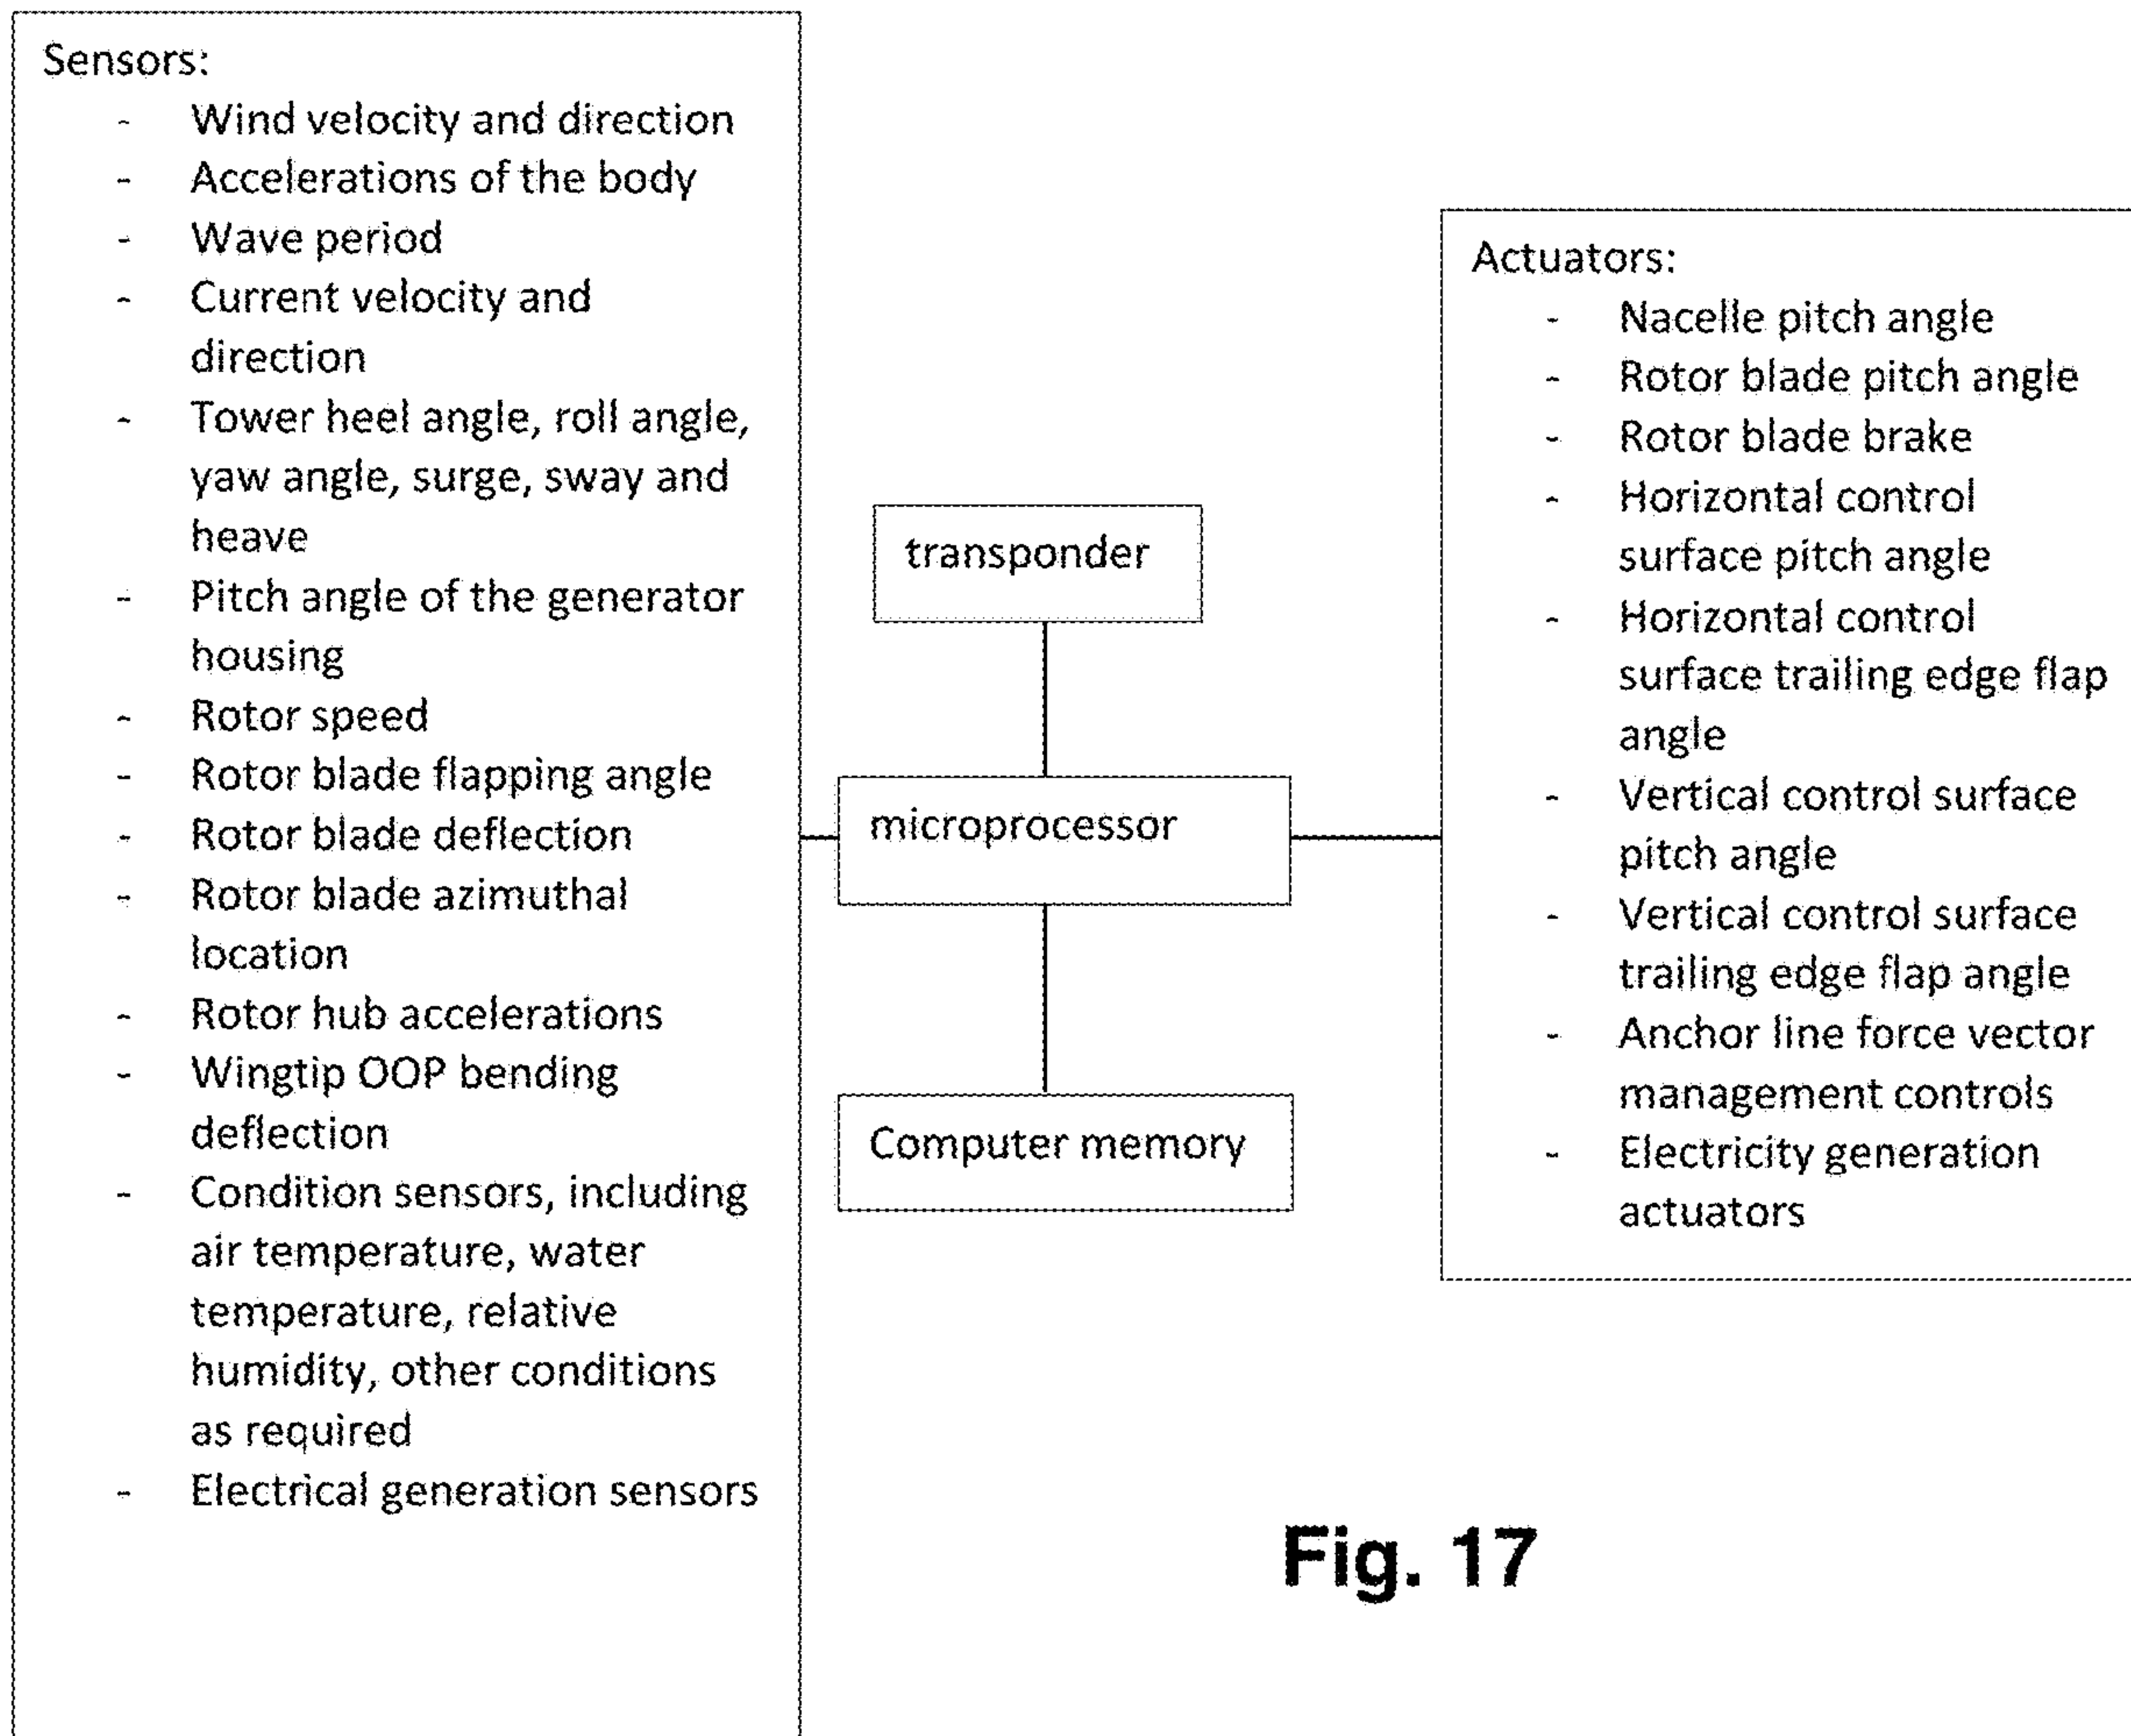 Sensors:
- Wind velocity and direction
- Accelerations of the body
- Wave period
- Current velocity and
direction
- Tower heel angle, roll angle,
yaw angle, surge, sway and
heave
- Pitch angle of the generator
housing
- Rotor speed
- Rotor blade flapping angle
- Rotor blade deflection
- Rotor blade azimuthal
location
- Rotor hub accelerations
- Wingtip OOP bending
deflection
- Condition sensors, including
air temperature, water
temperature, relative
humidity, other conditions
as required
- Electrical generation sensors
transponder
microprocessor
Computer memory
Actuators:
- Nacelle pitch angle
- Rotor blade pitch angle
- Rotor blade brake
- Horizontal control
surface pitch angle
- Horizontal control
surface trailing edge flap
angle
- Vertical control surface
pitch angle
- Vertical control surface
trailing edge flap angle
- Anchor line force vector
management controls
- Electricity generation
actuators
Fig. 17